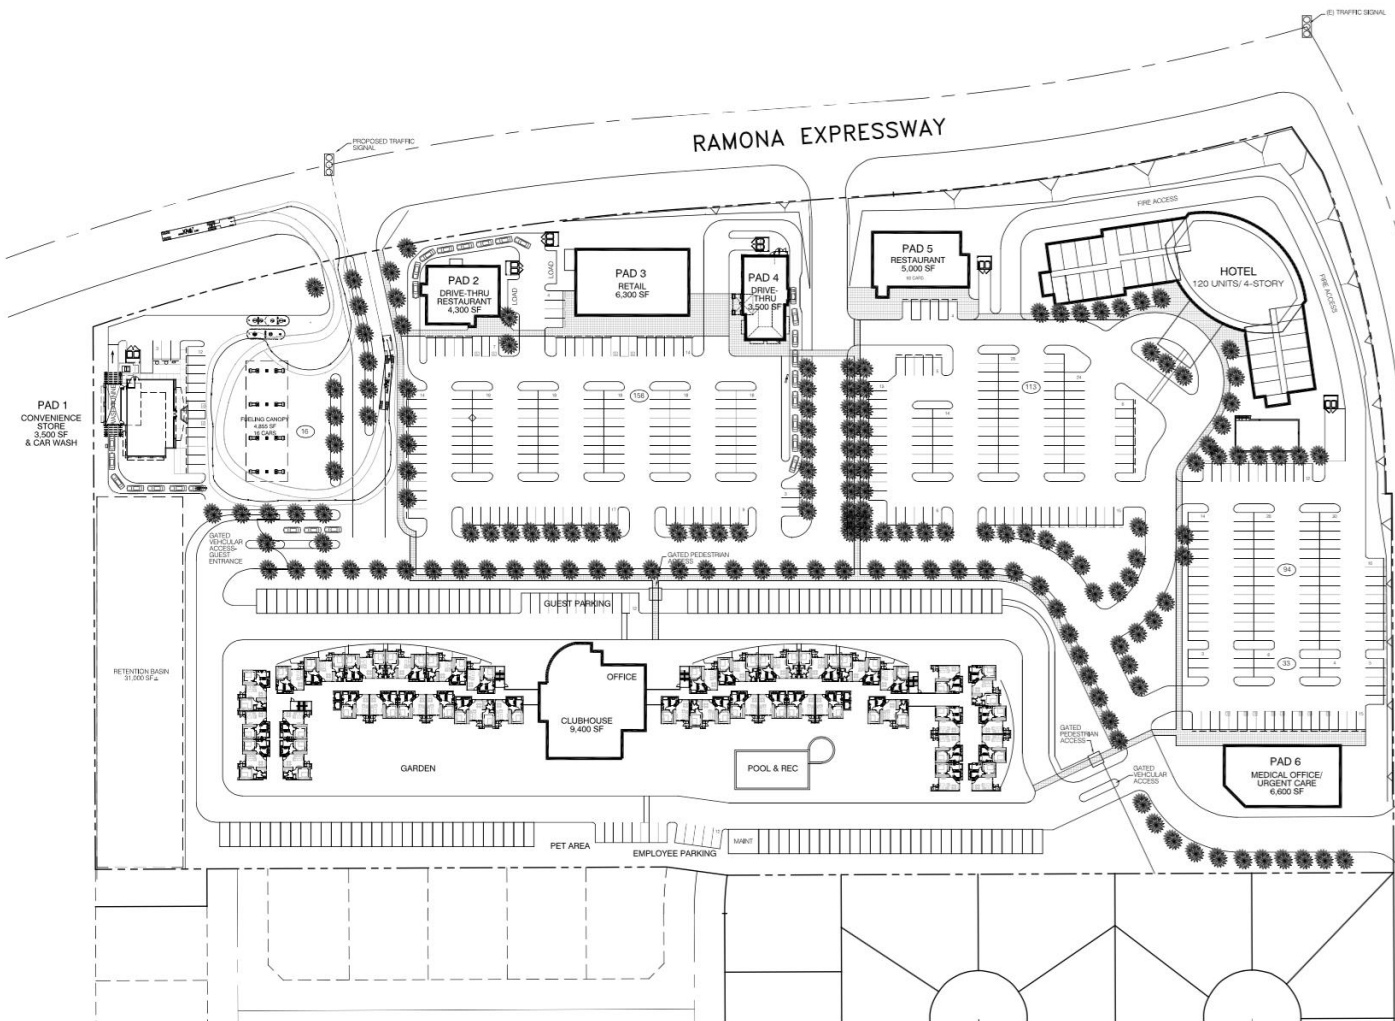 (E) TRAFFIC SIGNAL
RAMONA EXPRESSWAY
PROPOSED TRAFFIC
SIGNAL
FIRE ACCESS
FIRE ACCESS
PAD 1
CONVENIENCE
STORE
3,500 SF
& CAR WASH
FUELING CANOPY
4,855 SF
16 CARS
16
PAD 2
DRIVE-THRU
RESTAURANT
4,300 SF
LOAD
LOAD
PAD 3
RETAIL
6,300 SF
PAD 4
DRIVE-
THRU
3,500 SF
PAD 5
RESTAURANT
5,000 SF
HOTEL
120 UNITS/ 4-STORY
113
94
33
GATED
VEHCULAR
ACCESS-
GUEST
ENTRANCE
GATED PEDESTRIAN
ACCESS
GUEST PARKING
RETENTION BASIN
31,000 SF±
OFFICE
CLUBHOUSE
9,400 SF
GARDEN
POOL & REC
GATED
PEDESTRIAN
ACCESS
GATED
VEHCULAR
ACCESS
PAD 6
MEDICAL OFFICE/
URGENT CARE
6,600 SF
PET AREA
EMPLOYEE PARKING
MAINT